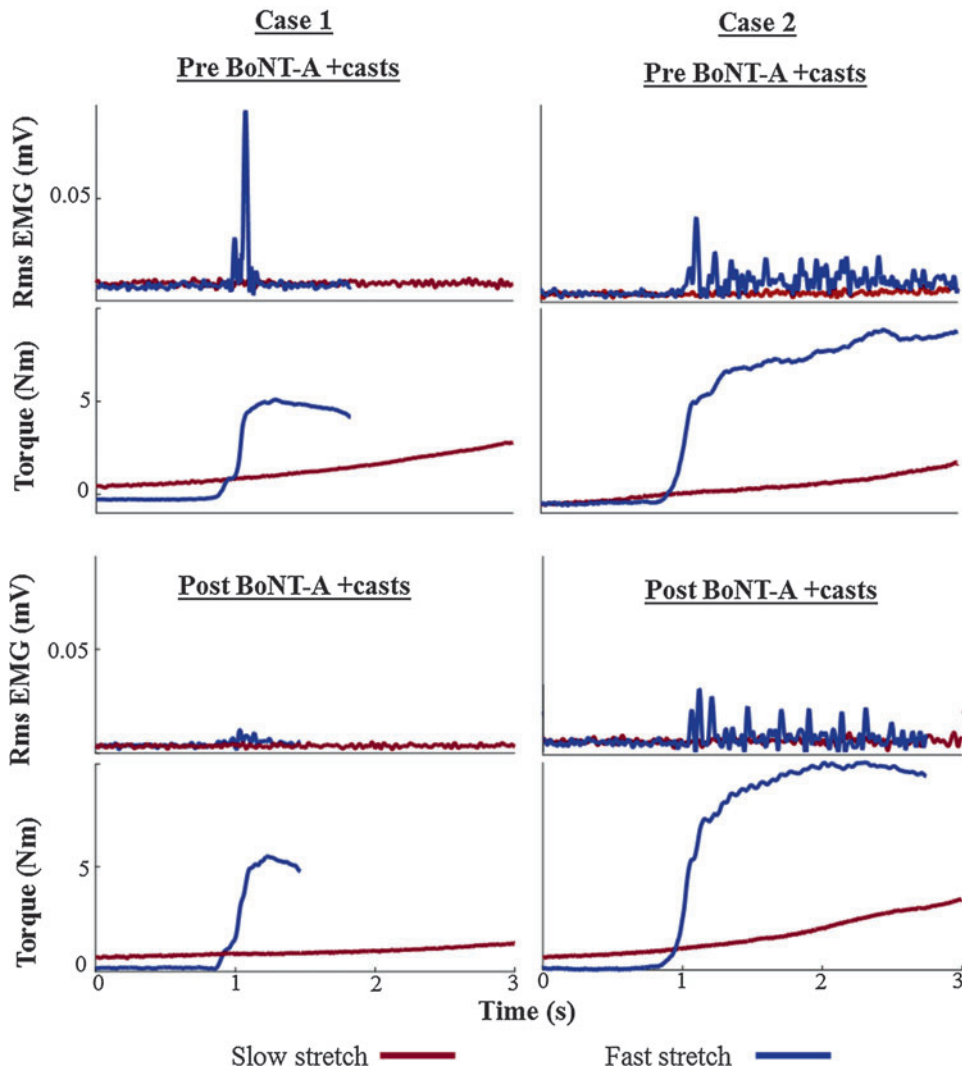 Case 1
Case 2
Pre BoNT-A +casts
Pre BoNT-A +casts
Rms EMG (mV)
0.05
Torque (Nm)
5
0
Post BoNT-A +casts
Post BoNT-A +casts
Rms EMG (mV)
0.05
Torque (Nm)
5
0
0 1 2 3
0 1 2 3
Time (s)
Slow stretch
Fast stretch